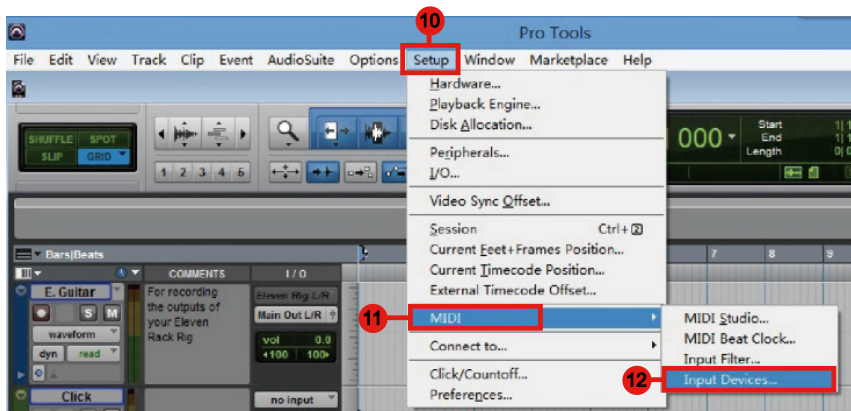 10
Pro Tools
File Edit View Track Clip Event AudioSuite Options Setup Window Marketplace Help
Hardware...
Playback Engine...
Disk Allocation...
Peripherals...
I/O...
Video Sync Offset...
Session Ctrl+2
Current Feet+Frames Position...
Current Timecode Position...
External Timecode Offset...
11
MIDI
Connect to...
Click/Countoff...
Preferences...
MIDI Studio...
MIDI Beat Clock...
Input Filter...
12
Input Devices...
SHUFFLE SPOT
SLIP GRID
1 2 3 4 5
000
Start
End
Length
Bars|Beats
7 8 9
COMMENTS I / O
E. Guitar
S M
waveform
dyn read
For recording
the outputs of
your Eleven
Rack Rig
Eleven Rig L/R
Main Out L/R
vol 0.0
100 100
Click
no input